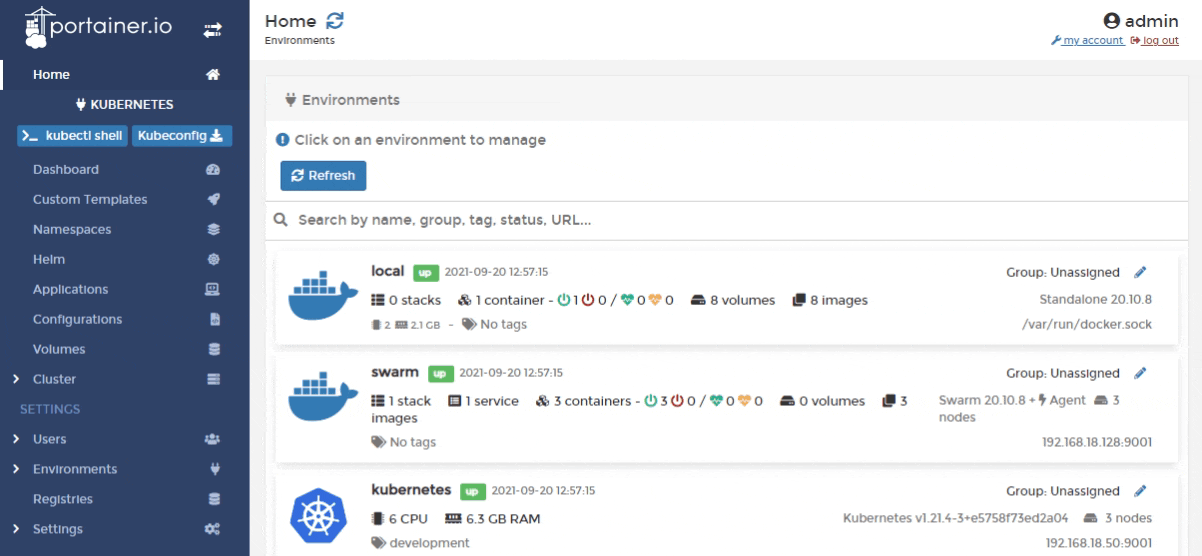 portainer.io
Home
Environments
admin
my account log out
Home
KUBERNETES
kubectl shell Kubeconfig
Dashboard
Custom Templates
Namespaces
Helm
Applications
Configurations
Volumes
Cluster
SETTINGS
Users
Environments
Registries
Settings
Environments
Click on an environment to manage
Refresh
Search by name, group, tag, status, URL...
local up 2021-09-20 12:57:15 Group: Unassigned
0 stacks 1 container - 1 0 / 0 0 8 volumes 8 images Standalone 20.10.8
2 2.1 GB - No tags /var/run/docker.sock
swarm up 2021-09-20 12:57:15 Group: Unassigned
1 stack 1 service 3 containers - 3 0 / 0 0 0 volumes 3
images
Swarm 20.10.8 + Agent 3
nodes
No tags 192.168.18.128:9001
kubernetes up 2021-09-20 12:57:15 Group: Unassigned
6 CPU 6.3 GB RAM Kubernetes v1.21.4-3+e5758f73ed2a04 3 nodes
development 192.168.18.50:9001